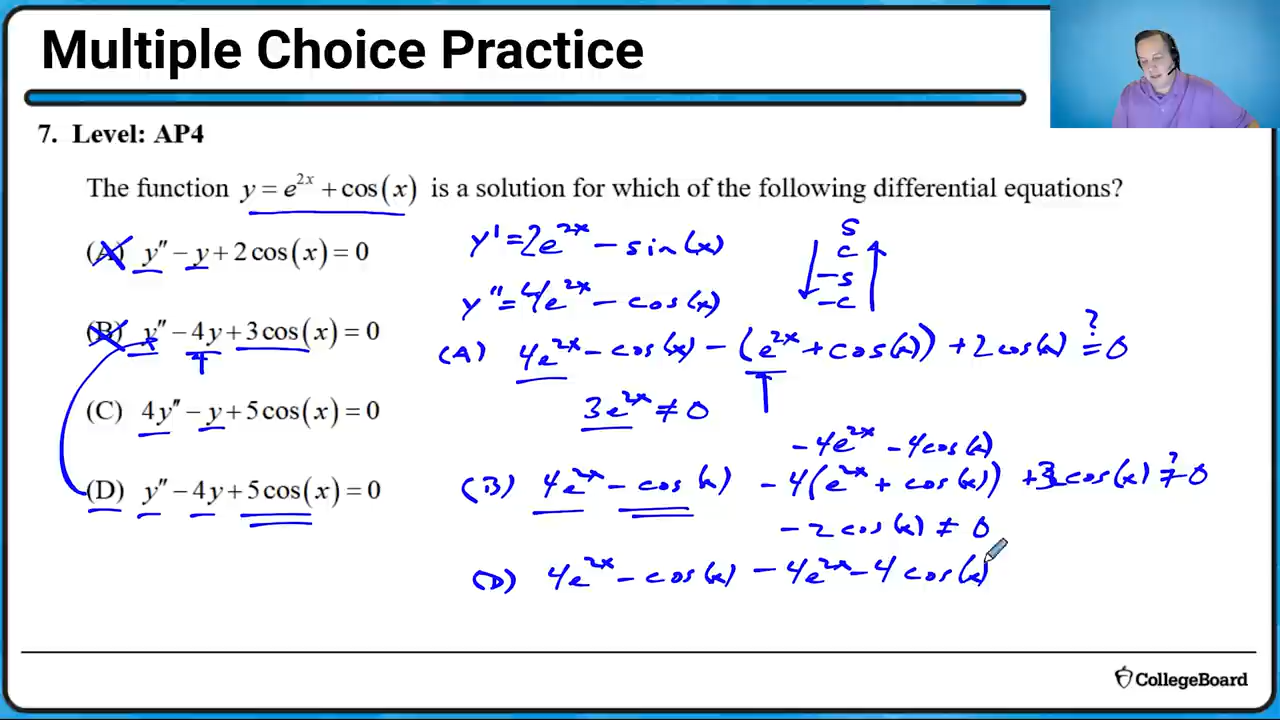 Multiple Choice Practice
7. Level: AP4
The function y = e^{2x} + cos(x) is a solution for which of the following differential equations?
(A) y″ − y + 2cos(x) = 0
(B) y″ − 4y + 3cos(x) = 0
(C) 4y″ − y + 5cos(x) = 0
(D) y″ − 4y + 5cos(x) = 0
y' = 2e^{2x} − sin(x)
y" = 4e^{2x} − cos(x)
S
C
−S
−C
(A) 4e^{2x} − cos(x) − (e^{2x} + cos(x)) + 2cos(x) ?= 0
3e^{2x} ≠ 0
−4e^{2x} − 4cos(x)
(B) 4e^{2x} − cos(x) − 4(e^{2x} + cos(x)) + 3cos(x) ?= 0
−2cos(x) ≠ 0
(D) 4e^{2x} − cos(x) − 4e^{2x} − 4cos(x)
CollegeBoard